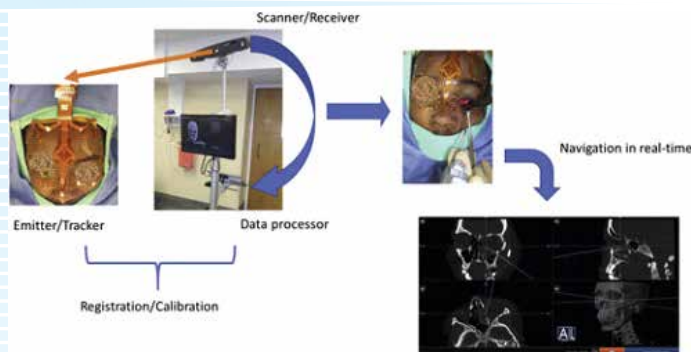 Scanner/Receiver
Navigation in real-time
Emitter/Tracker
Data processor
Registration/Calibration